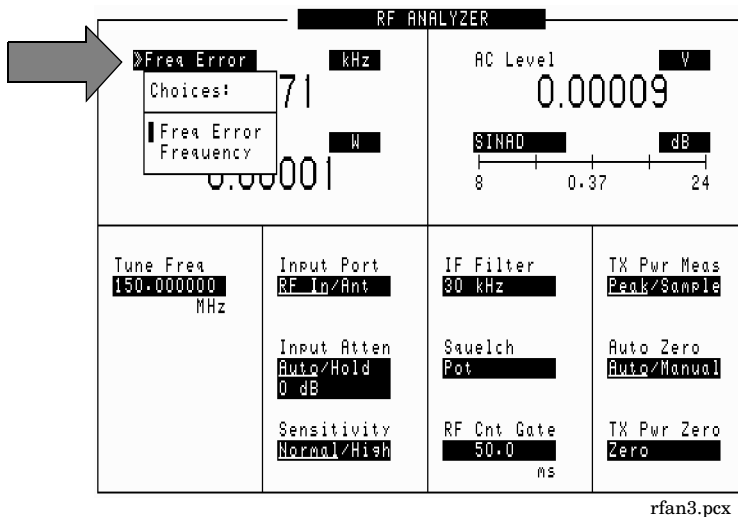 RF ANALYZER
Freq Error kHz
Choices:
71
Freq Error
Frequency
W
0.00001
AC Level V
0.00009
SINAD dB
8 0.37 24
Tune Freq
150.000000
MHz
Input Port
RF In/Ant
Input Atten
Auto/Hold
0 dB
Sensitivity
Normal/High
IF Filter
30 kHz
Squelch
Pot
RF Cnt Gate
50.0
ms
TX Pwr Meas
Peak/Sample
Auto Zero
Auto/Manual
TX Pwr Zero
Zero
rfan3.pcx